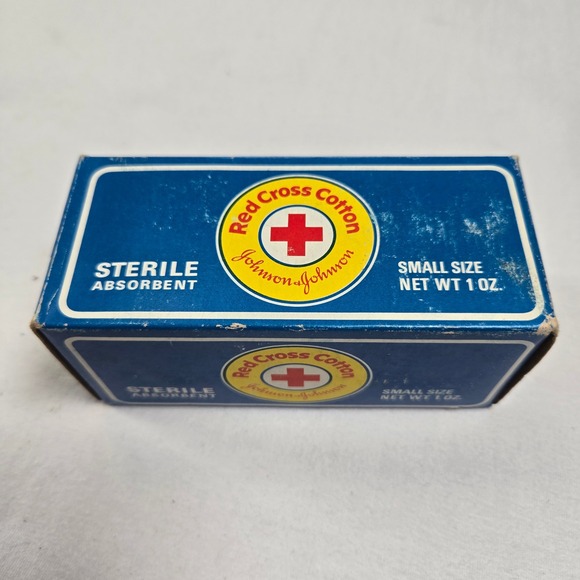 Red Cross Cotton
Johnson & Johnson
STERILE
ABSORBENT
SMALL SIZE
NET WT 1 OZ.
Red Cross Cotton
Johnson & Johnson
STERILE
ABSORBENT
SMALL SIZE
NET WT 1 OZ.